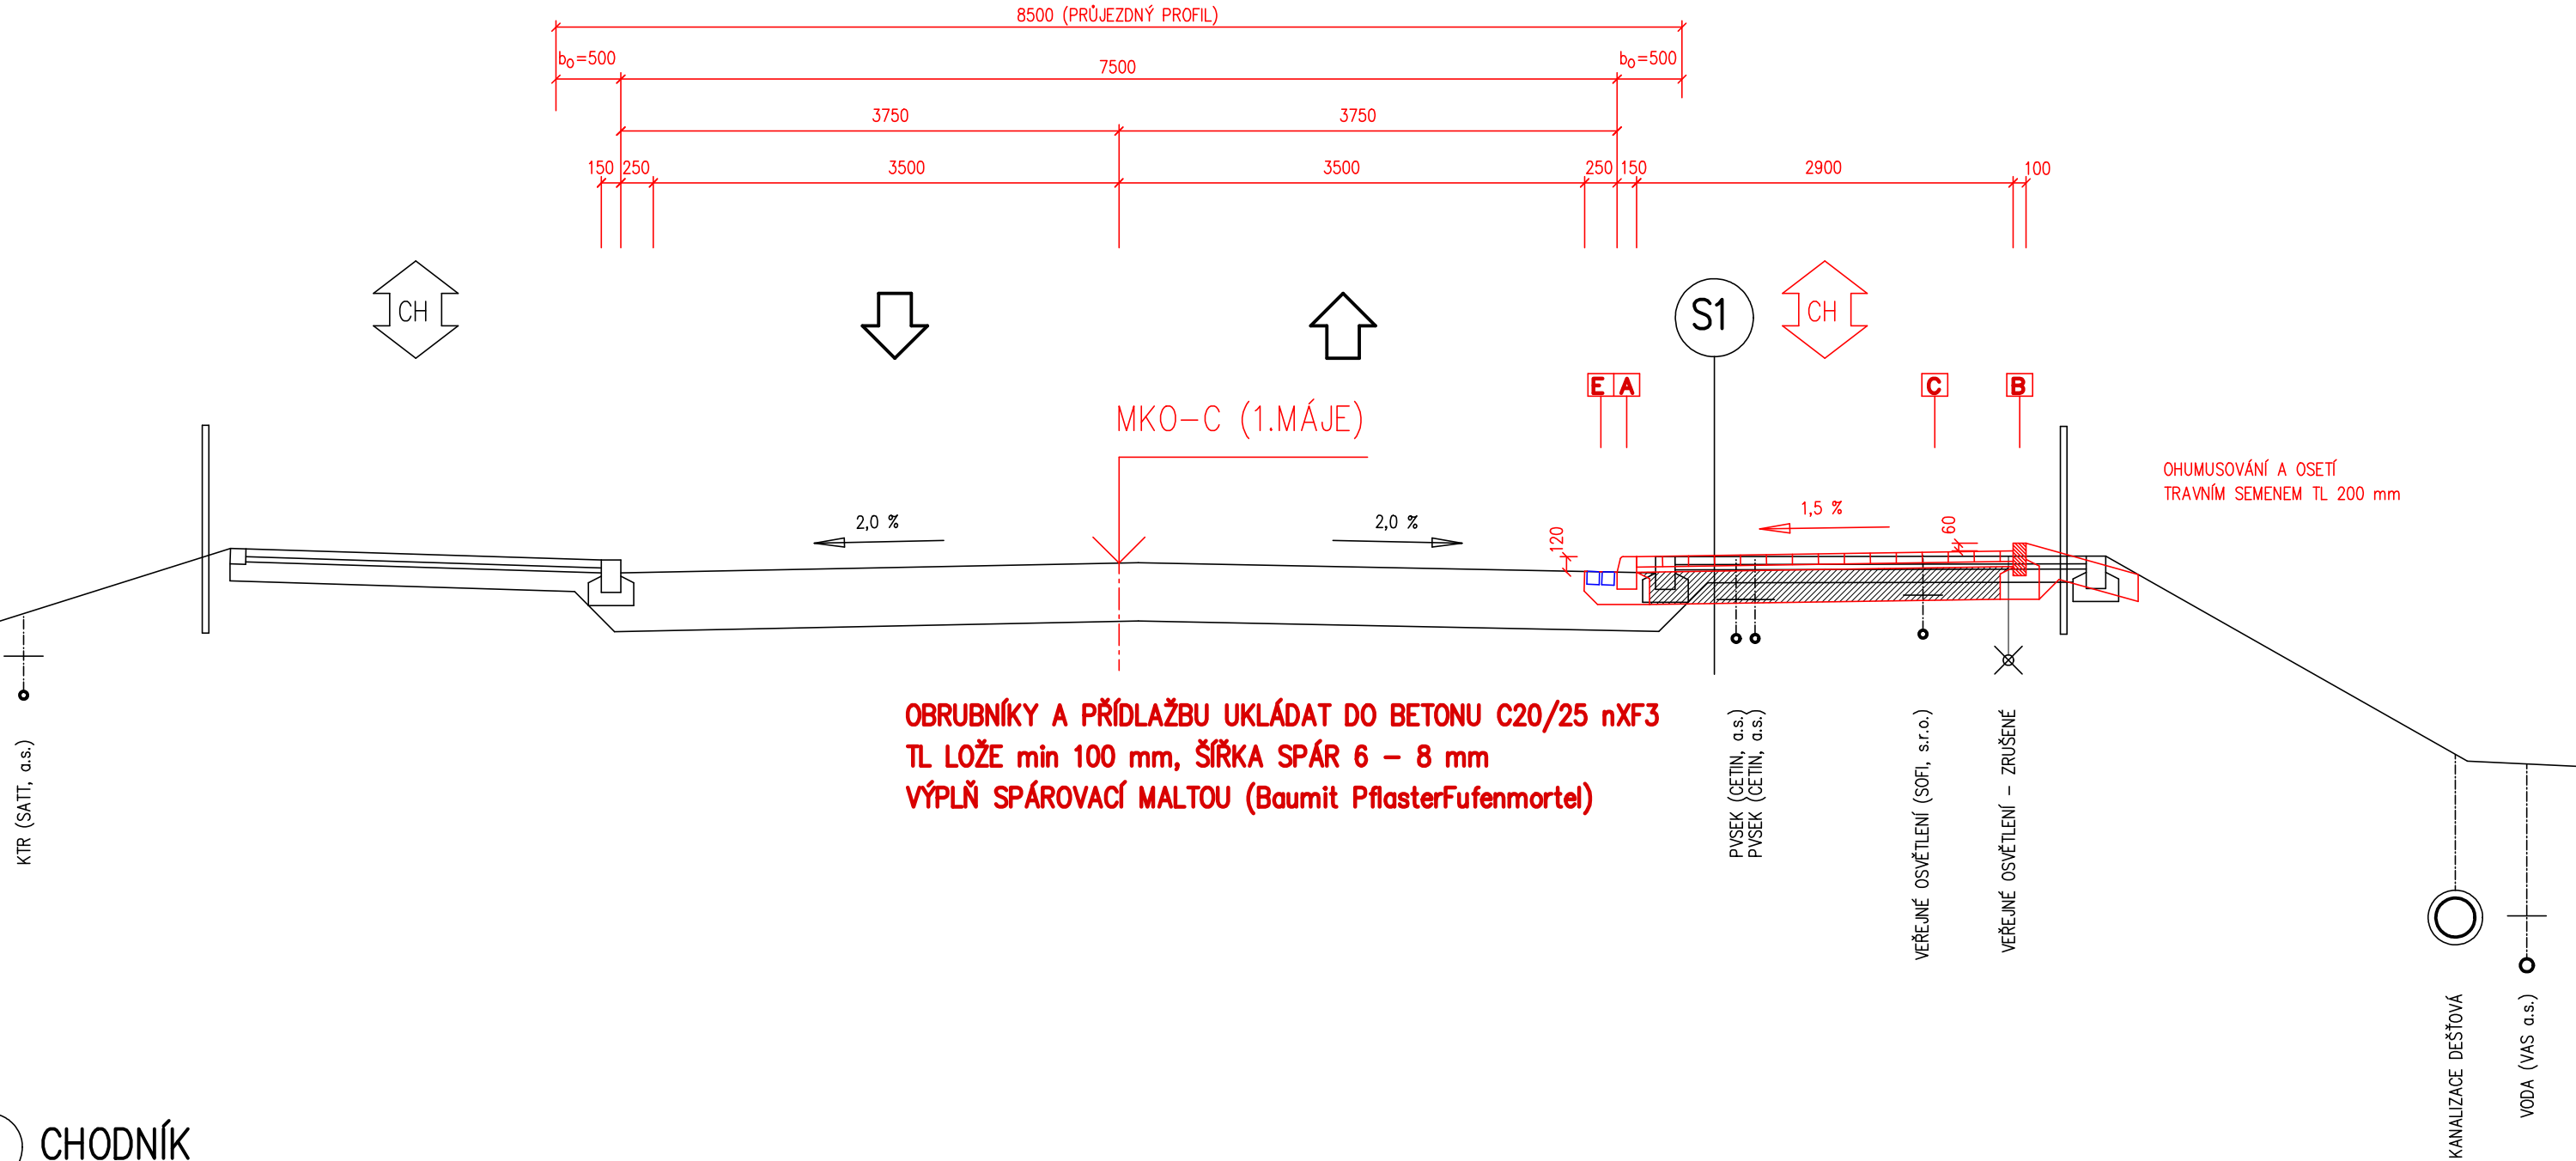 8500 (PRŮJEZDNÝ PROFIL)
b₀=500
7500
b₀=500
3750
3750
150
250
3500
3500
250
150
2900
100
CH
S1
CH
E
A
C
B
MKO–C (1.MÁJE)
OHUMUSOVÁNÍ A OSETÍ
TRAVNÍM SEMENEM TL 200 mm
2,0 %
2,0 %
1,5 %
120
60
OBRUBNÍKY A PŘÍDLAŽBU UKLÁDAT DO BETONU C20/25 nXF3
TL LOŽE min 100 mm, ŠÍŘKA SPÁR 6 – 8 mm
VÝPLŇ SPÁROVACÍ MALTOU (Baumit PflasterFufenmortel)
KTR (SATT, a.s.)
PVSEK (CETIN, a.s.)
PVSEK (CETIN, a.s.)
VEŘEJNÉ OSVĚTLENÍ (SOFI, s.r.o.)
VEŘEJNÉ OSVĚTLENÍ – ZRUŠENÉ
KANALIZACE DEŠŤOVÁ
VODA (VAS a.s.)
CHODNÍK